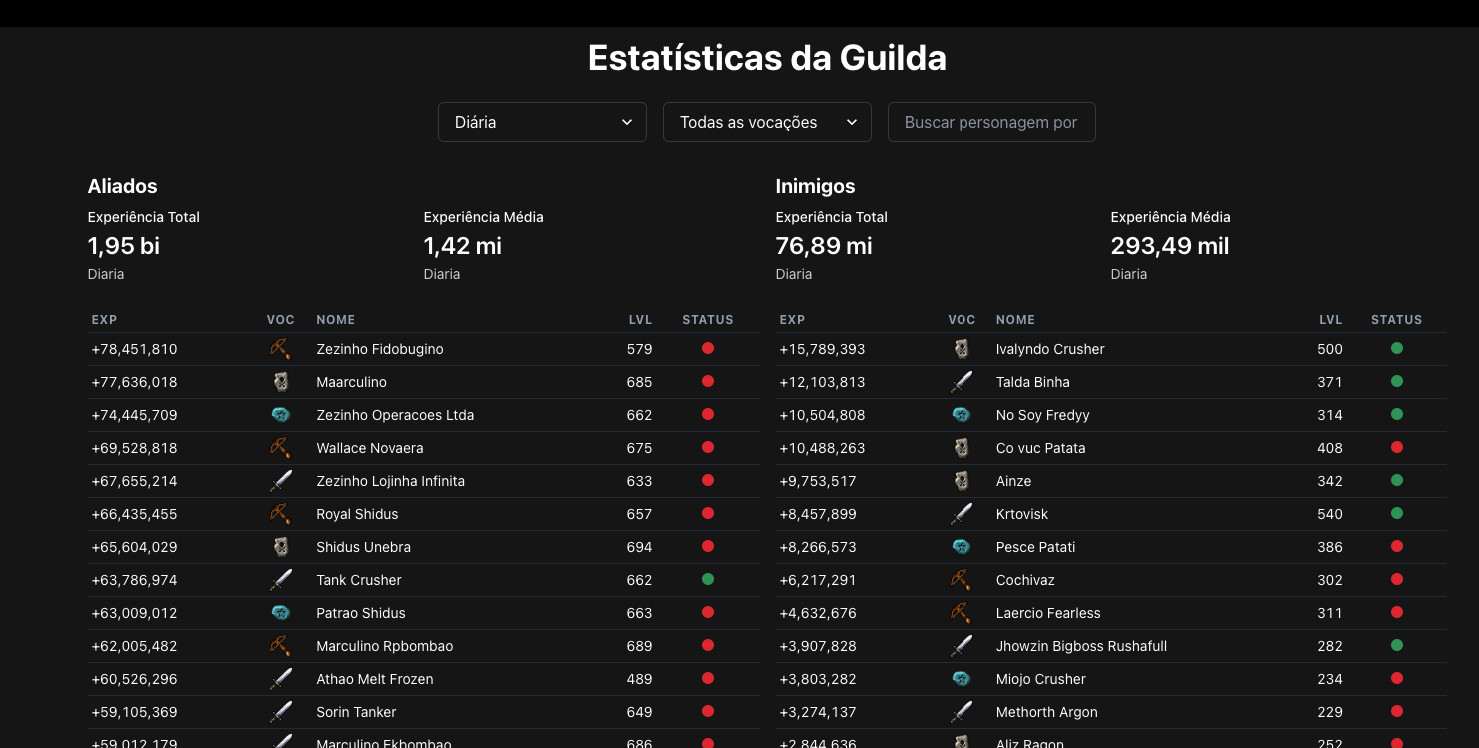 Estatísticas da Guilda
Diária
Todas as vocações
Buscar personagem por
Aliados
Experiência Total
1,95 bi
Diaria
Experiência Média
1,42 mi
Diaria
EXP VOC NOME LVL STATUS
+78,451,810 Zezinho Fidobugino 579
+77,636,018 Maarculino 685
+74,445,709 Zezinho Operacoes Ltda 662
+69,528,818 Wallace Novaera 675
+67,655,214 Zezinho Lojinha Infinita 633
+66,435,455 Royal Shidus 657
+65,604,029 Shidus Unebra 694
+63,786,974 Tank Crusher 662
+63,009,012 Patrao Shidus 663
+62,005,482 Marculino Rpbombao 689
+60,526,296 Athao Melt Frozen 489
+59,105,369 Sorin Tanker 649
+59,012,179 Marculino Ekbombao 686
Inimigos
Experiência Total
76,89 mi
Diaria
Experiência Média
293,49 mil
Diaria
EXP VOC NOME LVL STATUS
+15,789,393 Ivalyndo Crusher 500
+12,103,813 Talda Binha 371
+10,504,808 No Soy Fredyy 314
+10,488,263 Co vuc Patata 408
+9,753,517 Ainze 342
+8,457,899 Krtovisk 540
+8,266,573 Pesce Patati 386
+6,217,291 Cochivaz 302
+4,632,676 Laercio Fearless 311
+3,907,828 Jhowzin Bigboss Rushafull 282
+3,803,282 Miojo Crusher 234
+3,274,137 Methorth Argon 229
+2,844,636 Aliz Ragon 252